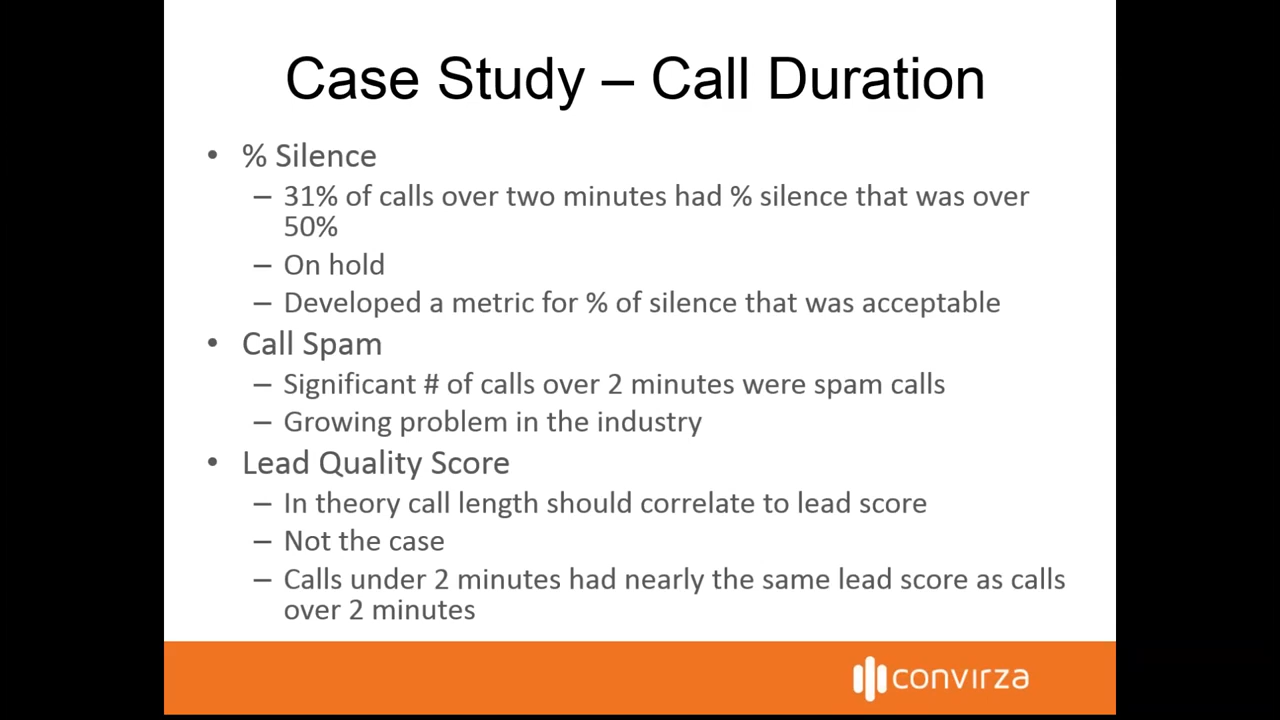 Case Study – Call Duration
• % Silence
– 31% of calls over two minutes had % silence that was over
50%
– On hold
– Developed a metric for % of silence that was acceptable
• Call Spam
– Significant # of calls over 2 minutes were spam calls
– Growing problem in the industry
• Lead Quality Score
– In theory call length should correlate to lead score
– Not the case
– Calls under 2 minutes had nearly the same lead score as calls
over 2 minutes
convirza